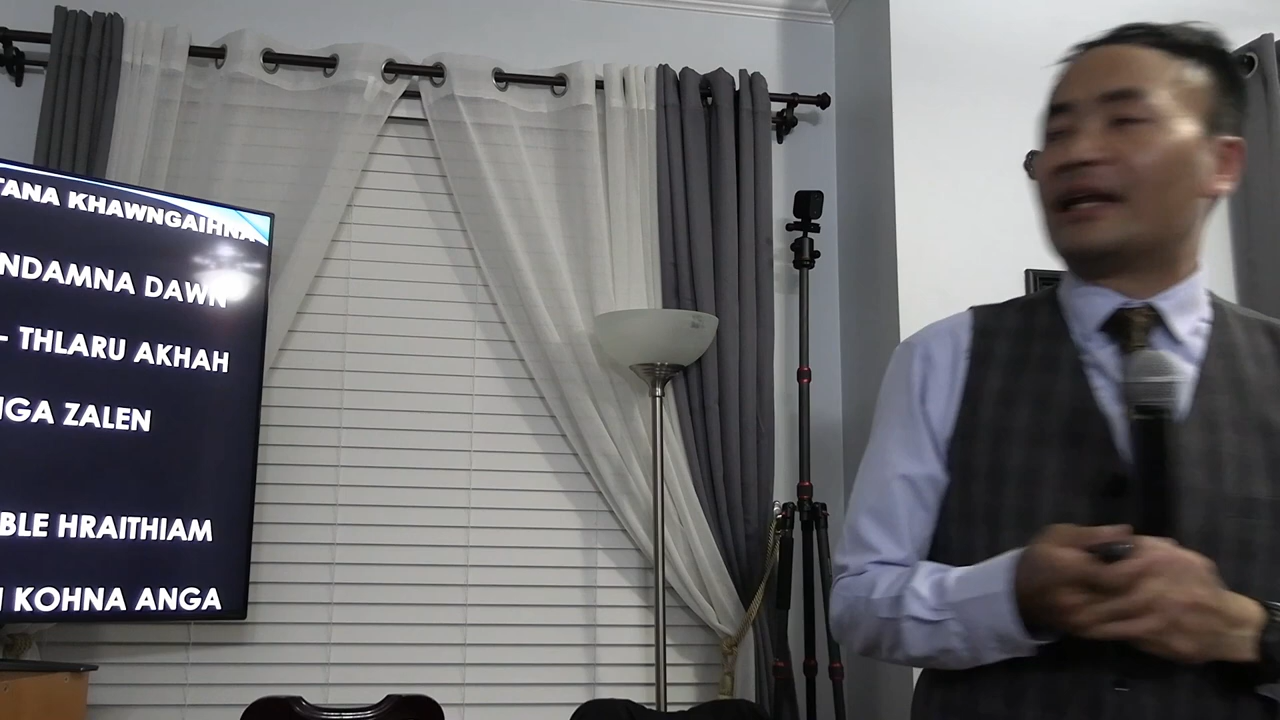 TANA KHAWNGAIHNA
NDAMNA DAWN
- THLARU AKHAH
NGA ZALEN
BLE HRAITHIAM
I KOHNA ANGA